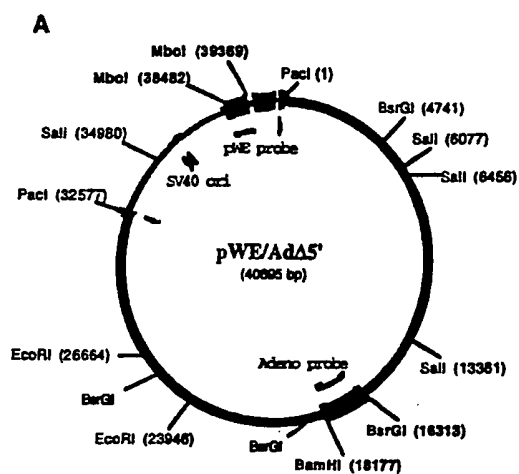 A
MboI (39369)
MboI (38482)
PacI (1)
BsrGI (4741)
SalI (34980)
SalI (6077)
pWE probe
SalI (6456)
SV40 ori
PacI (32577)
pWE/AdΔ5'
(40695 bp)
Adeno probe
SalI (13361)
EcoRI (26664)
BsrGI
BsrGI (16313)
EcoRI (23946)
BsrGI
BamHI (18177)